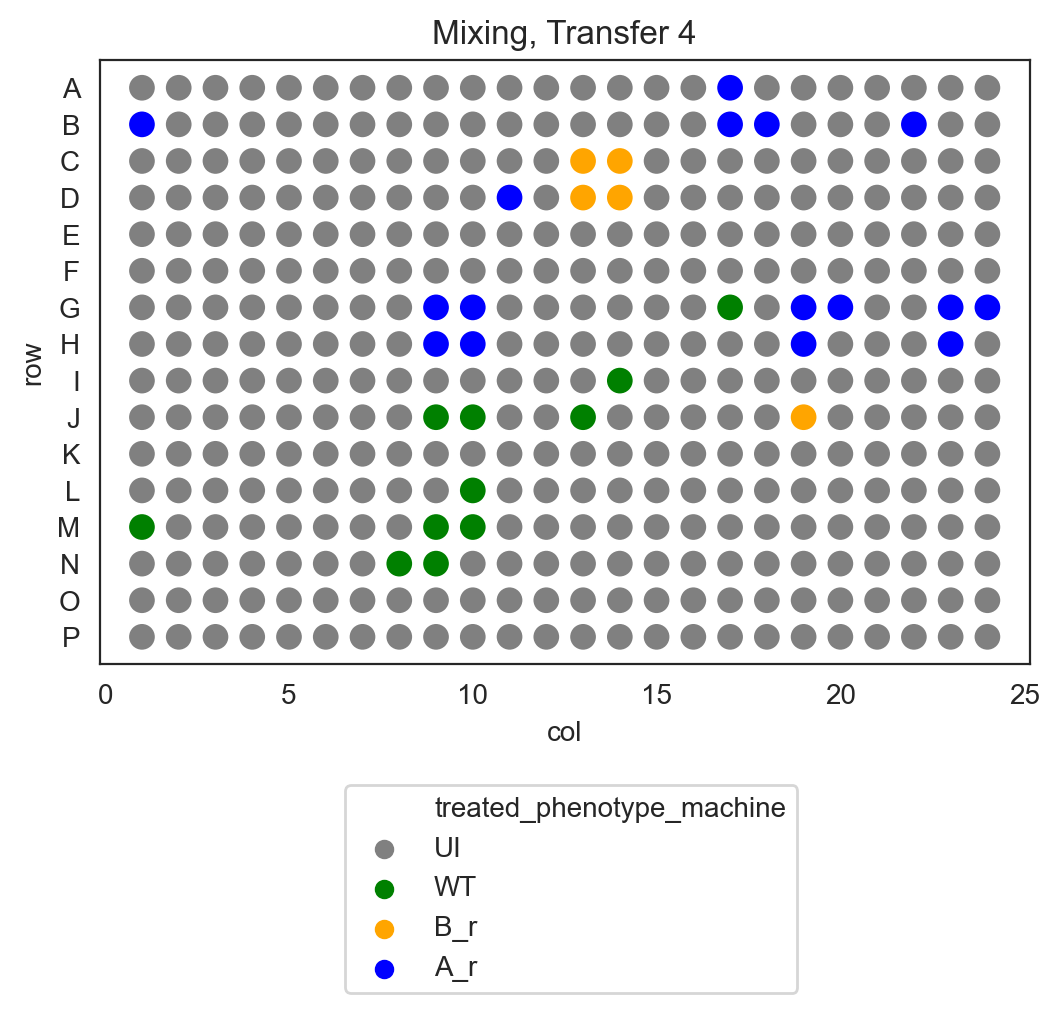 Mixing, Transfer 4
A
B
C
D
E
F
G
H
I
J
K
L
M
N
O
P
row
0 5 10 15 20 25
col
treated_phenotype_machine
UI
WT
B_r
A_r